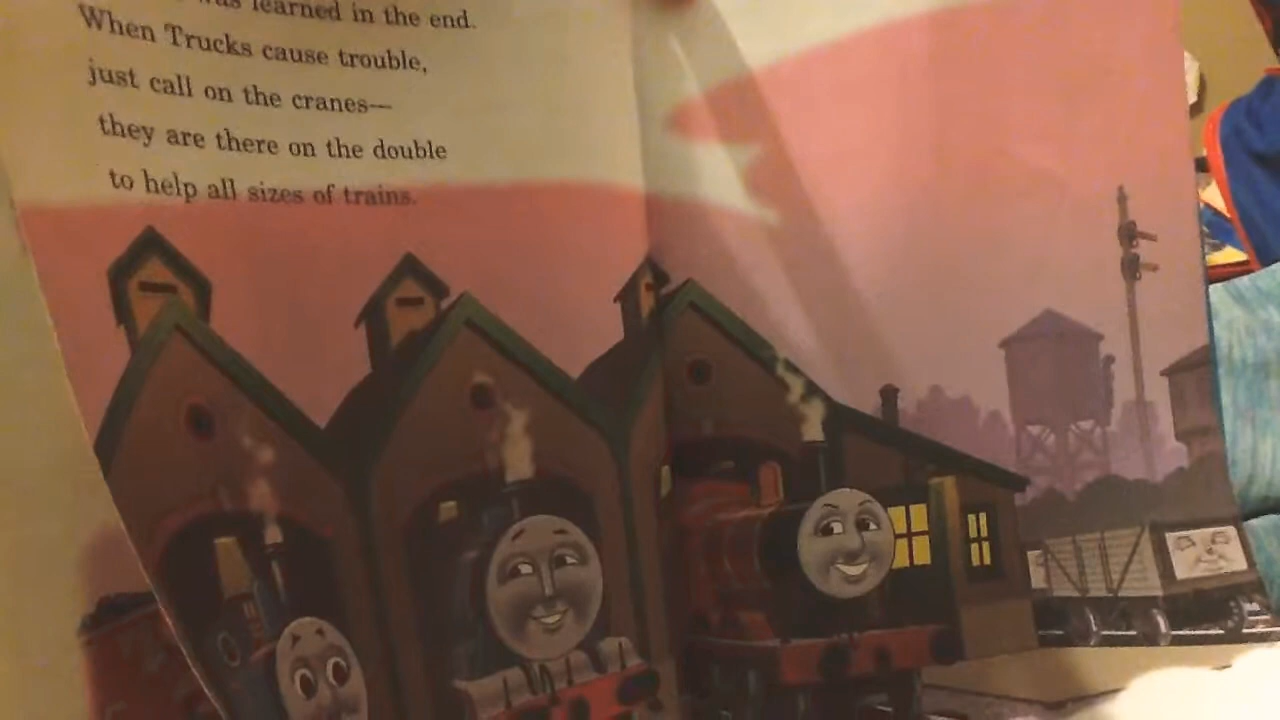 was learned in the end.
When Trucks cause trouble,
just call on the cranes—
they are there on the double
to help all sizes of trains.